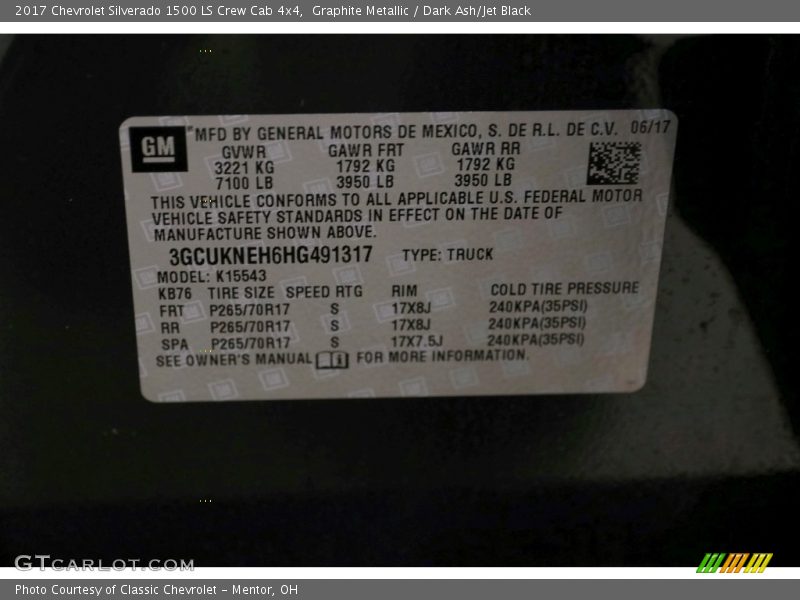 2017 Chevrolet Silverado 1500 LS Crew Cab 4x4, Graphite Metallic / Dark Ash/Jet Black
GM MFD BY GENERAL MOTORS DE MEXICO, S. DE R.L. DE C.V. 06/17
GVWR GAWR FRT GAWR RR
3221 KG 1792 KG 1792 KG
7100 LB 3950 LB 3950 LB
THIS VEHICLE CONFORMS TO ALL APPLICABLE U.S. FEDERAL MOTOR
VEHICLE SAFETY STANDARDS IN EFFECT ON THE DATE OF
MANUFACTURE SHOWN ABOVE.
3GCUKNEH6HG491317 TYPE: TRUCK
MODEL: K15543
KB76 TIRE SIZE SPEED RTG RIM COLD TIRE PRESSURE
FRT P265/70R17 S 17X8J 240KPA(35PSI)
RR P265/70R17 S 17X8J 240KPA(35PSI)
SPA P265/70R17 S 17X7.5J 240KPA(35PSI)
SEE OWNER'S MANUAL FOR MORE INFORMATION.
GTCARLOT.COM
Photo Courtesy of Classic Chevrolet - Mentor, OH